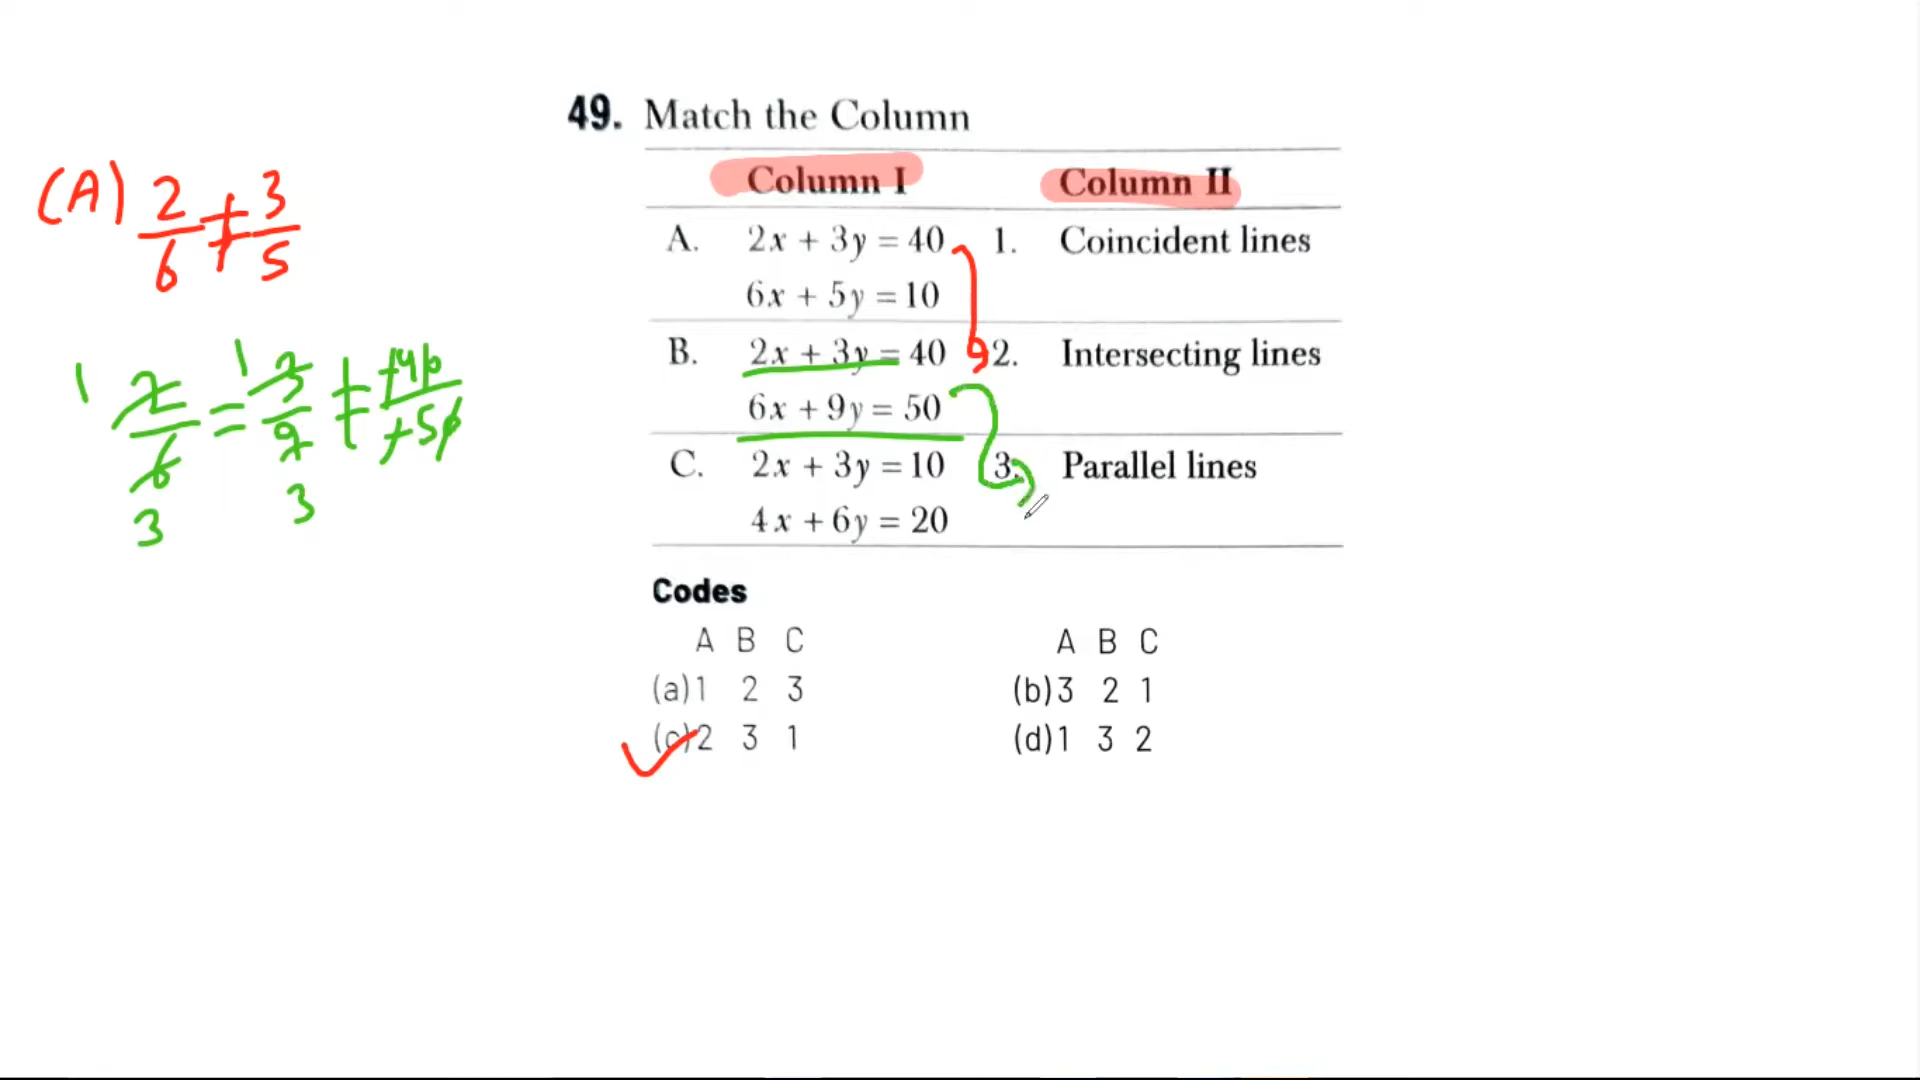 49. Match the Column
Column I Column II
A. 2x + 3y = 40 1. Coincident lines
6x + 5y = 10
B. 2x + 3y = 40 2. Intersecting lines
6x + 9y = 50
C. 2x + 3y = 10 3. Parallel lines
4x + 6y = 20
Codes
A B C A B C
(a) 1 2 3 (b) 3 2 1
(c) 2 3 1 (d) 1 3 2
(A) 2/6 ≠ 3/5
1 2/6 = 1 3/9 ≠ +40/+50
3 3